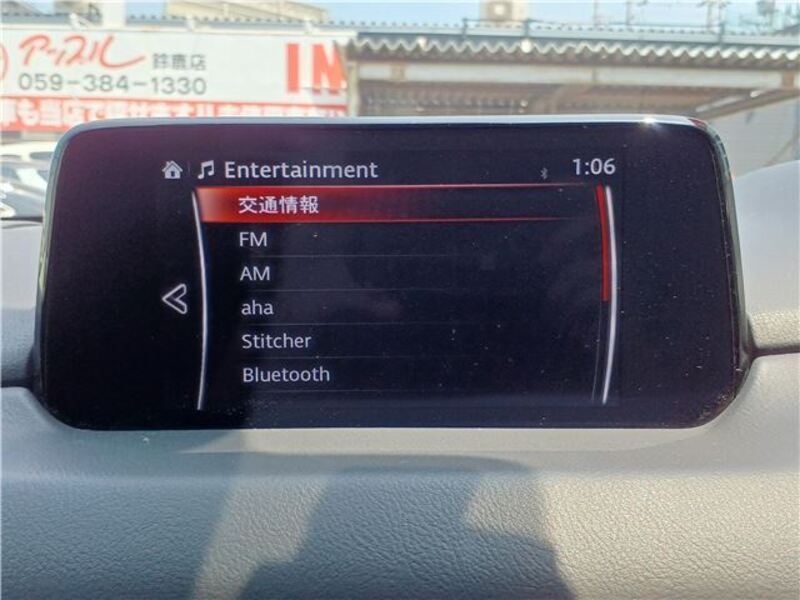 アップル 鈴鹿店
059-384-1330
IN
Entertainment 1:06
交通情報
FM
AM
aha
Stitcher
Bluetooth